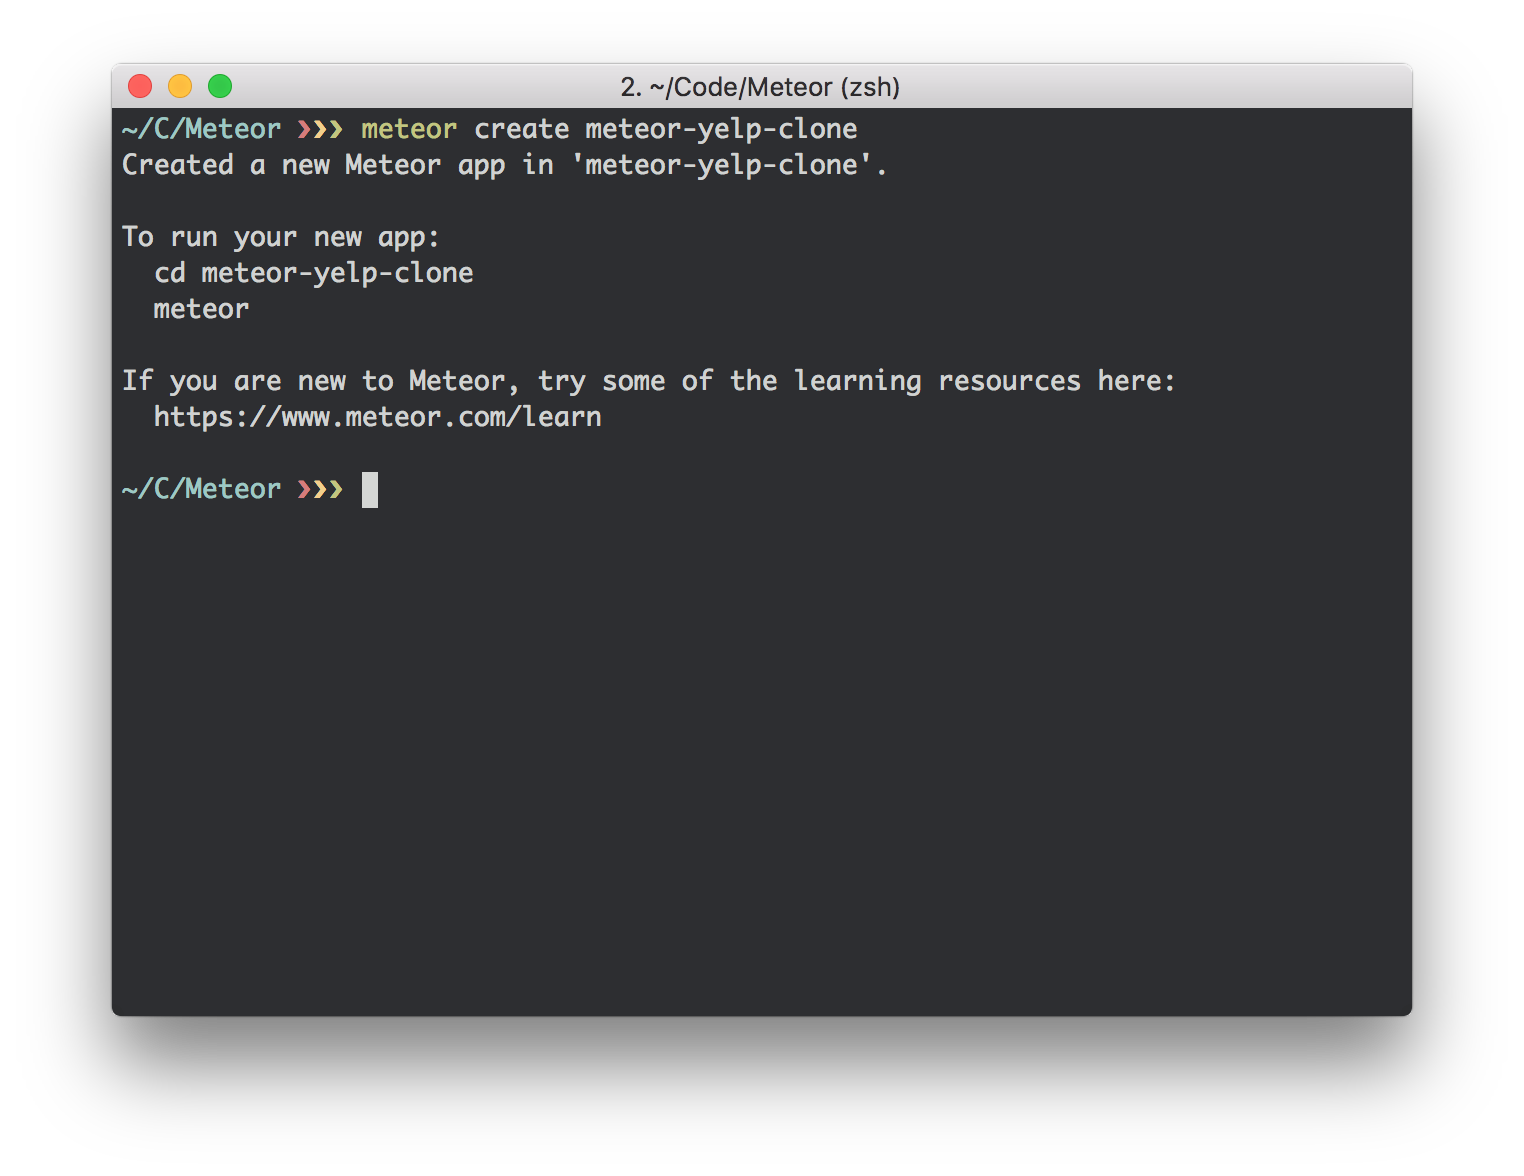 2. ~/Code/Meteor (zsh)
~/C/Meteor ❯❯❯ meteor create meteor-yelp-clone
Created a new Meteor app in 'meteor-yelp-clone'.
To run your new app:
cd meteor-yelp-clone
meteor
If you are new to Meteor, try some of the learning resources here:
https://www.meteor.com/learn
~/C/Meteor ❯❯❯